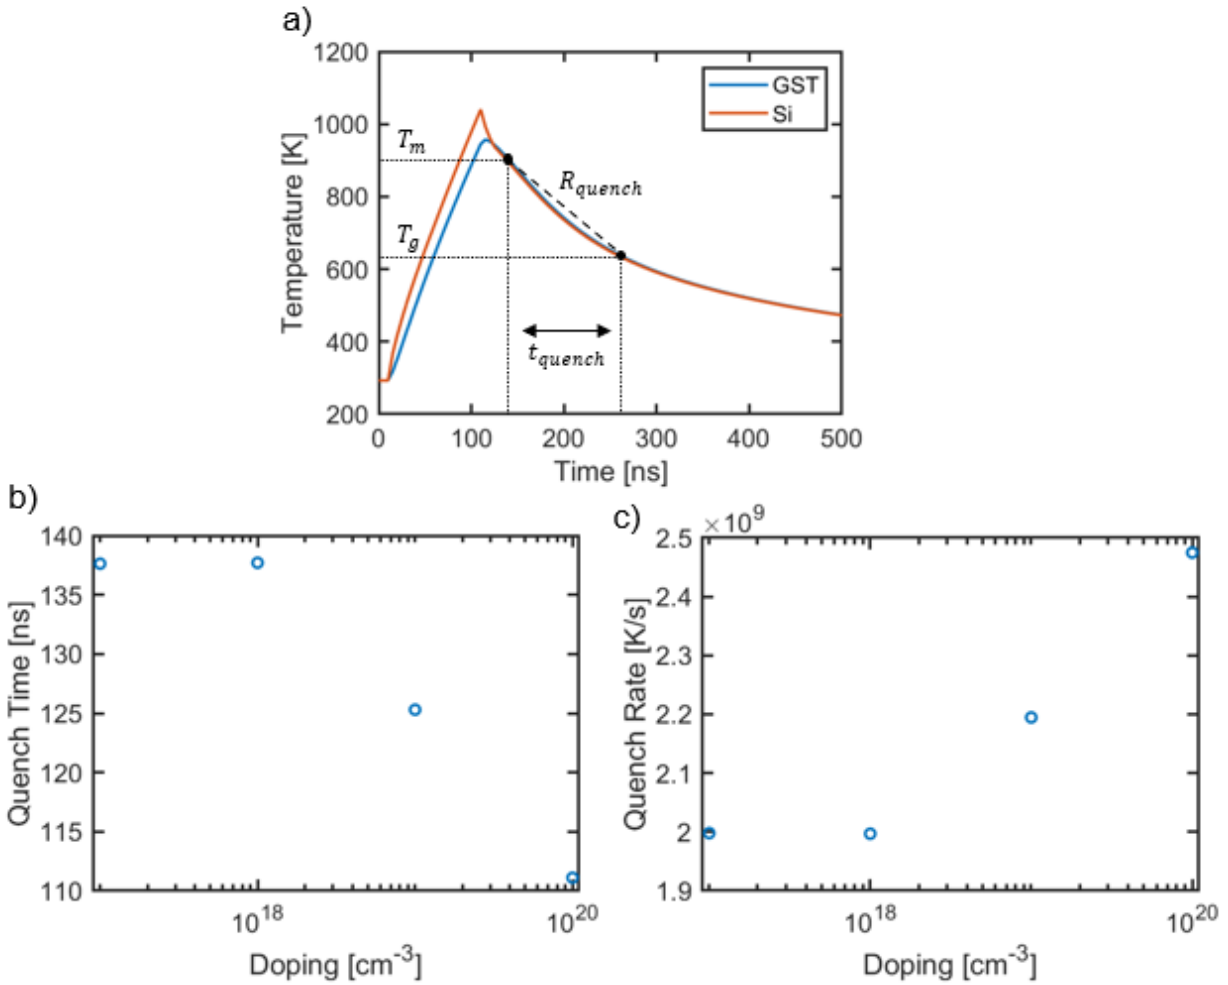 a)
1200
1000
800
600
400
200
Temperature [K]
T_m
T_g
R_quench
t_quench
GST
Si
0 100 200 300 400 500
Time [ns]
b)
140
135
130
125
120
115
110
Quench Time [ns]
10^18 10^20
Doping [cm^-3]
c)
×10^9
2.5
2.4
2.3
2.2
2.1
2
1.9
Quench Rate [K/s]
10^18 10^20
Doping [cm^-3]